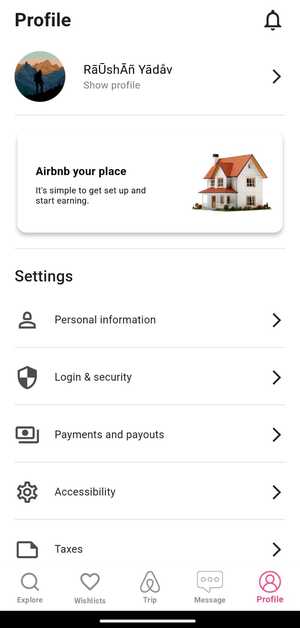 Profile
RāŪshÃñ Yādåv
Show profile
Airbnb your place
It's simple to get set up and
start earning.
Settings
Personal information
Login & security
Payments and payouts
Accessibility
Taxes
Explore
Wishlists
Trip
Message
Profile